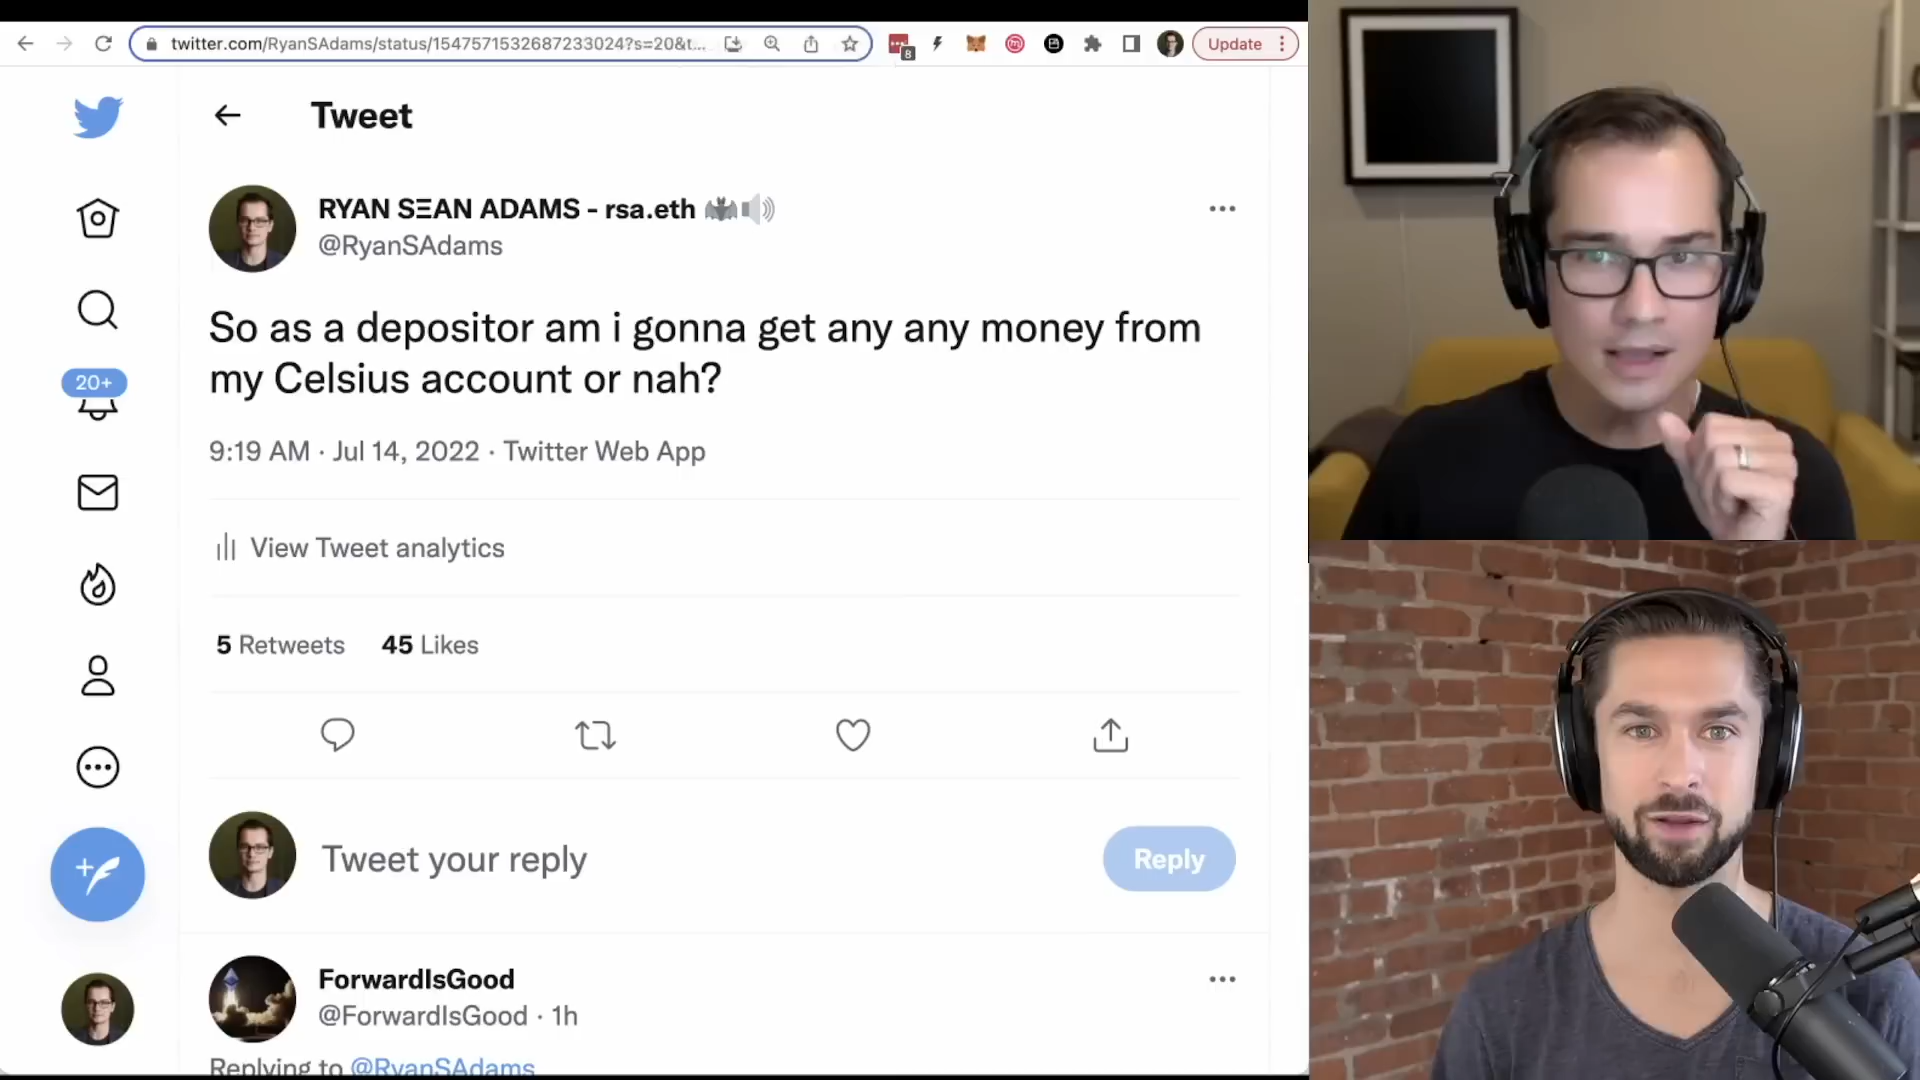 twitter.com/RyanSAdams/status/1547571532687233024?s=20&t...
8
Update
Tweet
RYAN SΞAN ADAMS - rsa.eth 🦇🔊
@RyanSAdams
So as a depositor am i gonna get any any money from
my Celsius account or nah?
20+
9:19 AM · Jul 14, 2022 · Twitter Web App
View Tweet analytics
5 Retweets 45 Likes
Tweet your reply
Reply
ForwardIsGood
@ForwardIsGood · 1h
Replying to @RyanSAdams